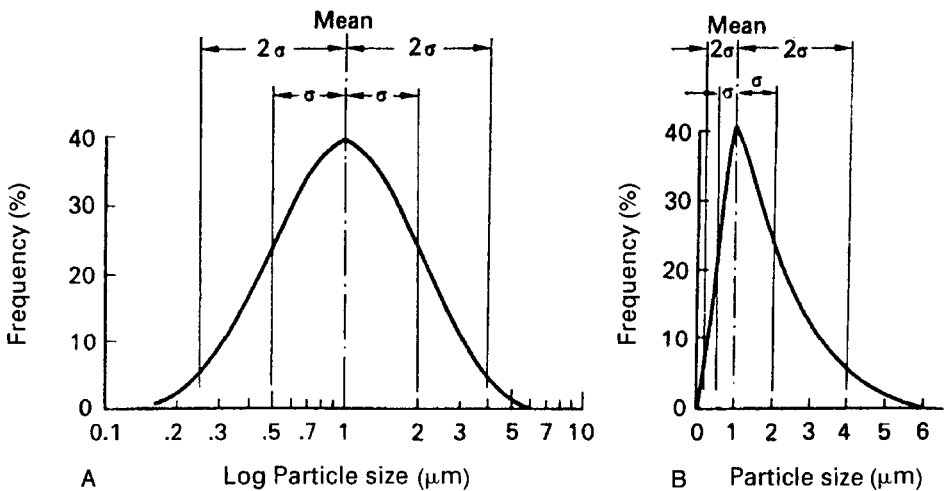 Mean
2σ 2σ
σ σ
40
30
20
10
0
Frequency (%)
0.1 .2 .3 .5 .7 1 2 3 5 7 10
A Log Particle size (μm)
Mean
2σ 2σ
σ σ
40
30
20
10
0
Frequency (%)
0 1 2 3 4 5 6
B Particle size (μm)